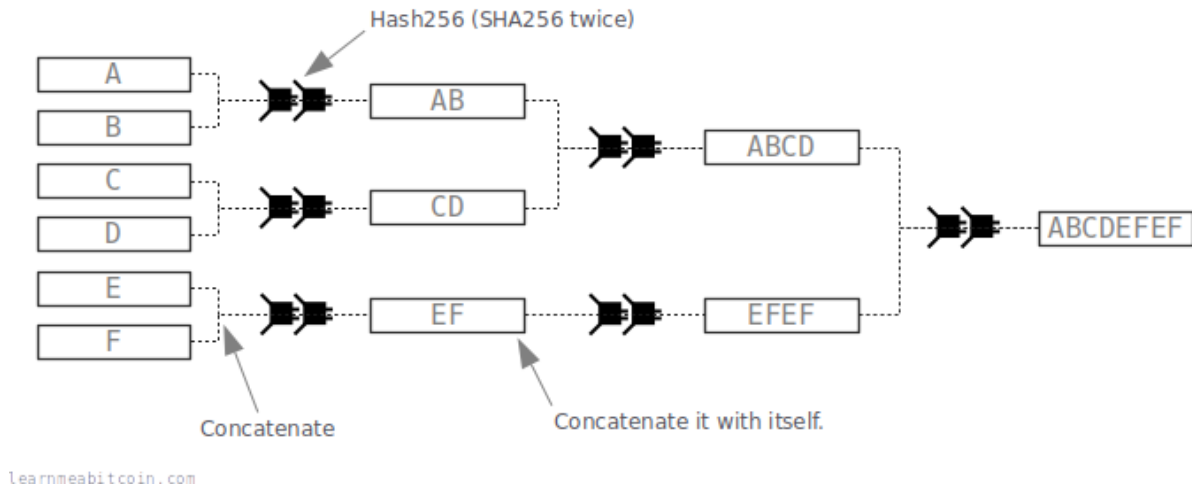 Hash256 (SHA256 twice)
A
B
AB
C
D
CD
ABCD
E
F
EF
EFEF
ABCDEFEF
Concatenate
Concatenate it with itself.
learnmeabitcoin.com